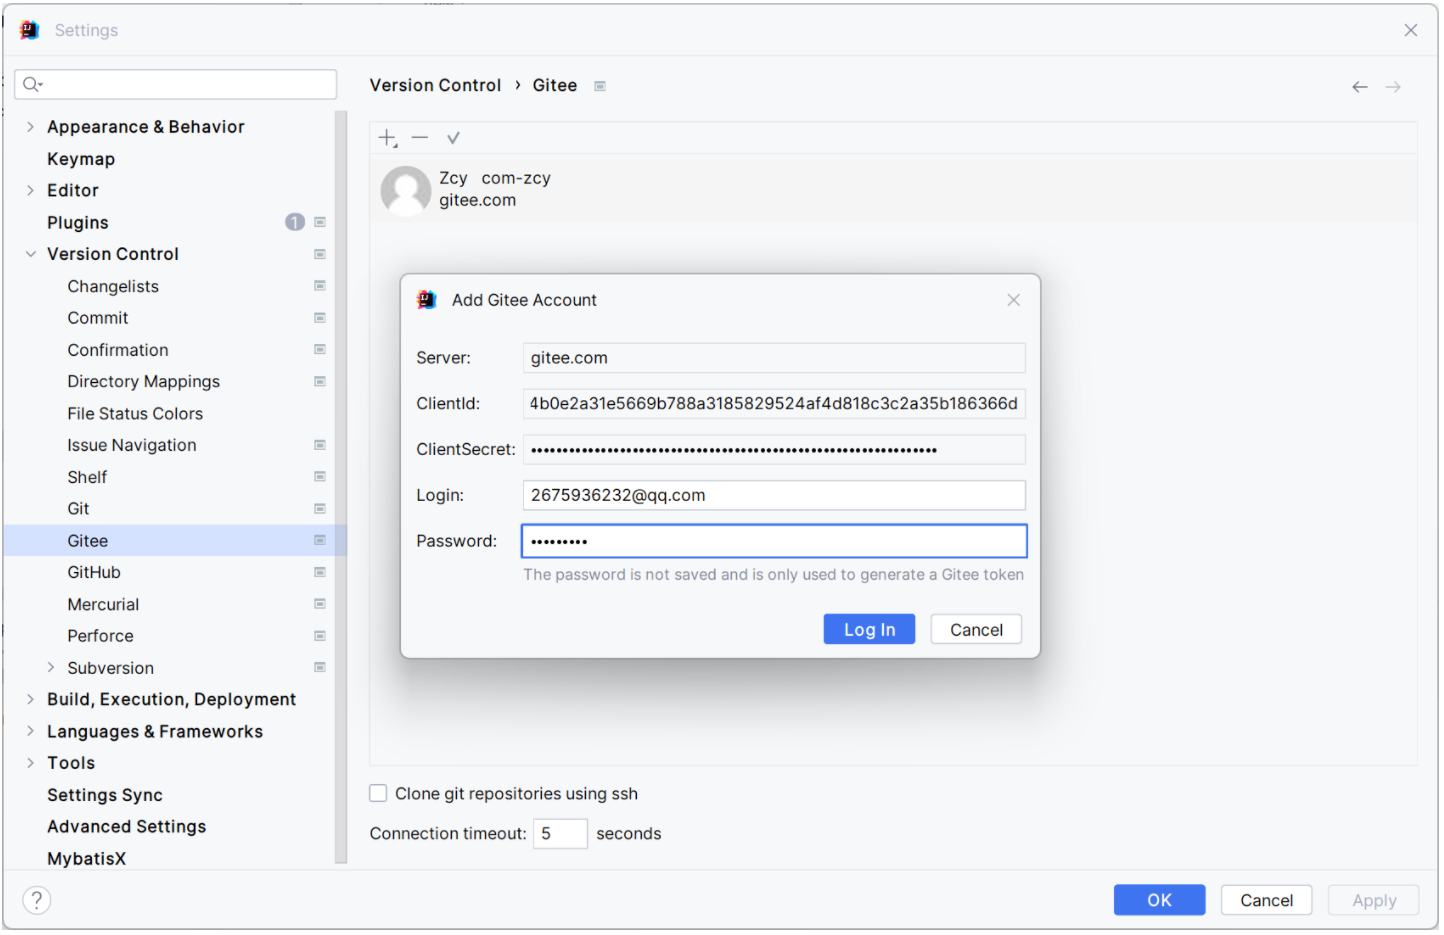 Settings
Version Control › Gitee
Appearance & Behavior
Keymap
Editor
Plugins 1
Version Control
Changelists
Commit
Confirmation
Directory Mappings
File Status Colors
Issue Navigation
Shelf
Git
Gitee
GitHub
Mercurial
Perforce
Subversion
Build, Execution, Deployment
Languages & Frameworks
Tools
Settings Sync
Advanced Settings
MybatisX
Zcy com-zcy
gitee.com
Add Gitee Account
Server: gitee.com
ClientId: 4b0e2a31e5669b788a3185829524af4d818c3c2a35b186366d
ClientSecret: ••••••••••••••••••••••••••••••••••••••••••••••••••••••••••••••••
Login: 2675936232@qq.com
Password: •••••••••
The password is not saved and is only used to generate a Gitee token
Log In Cancel
Clone git repositories using ssh
Connection timeout: 5 seconds
? OK Cancel Apply